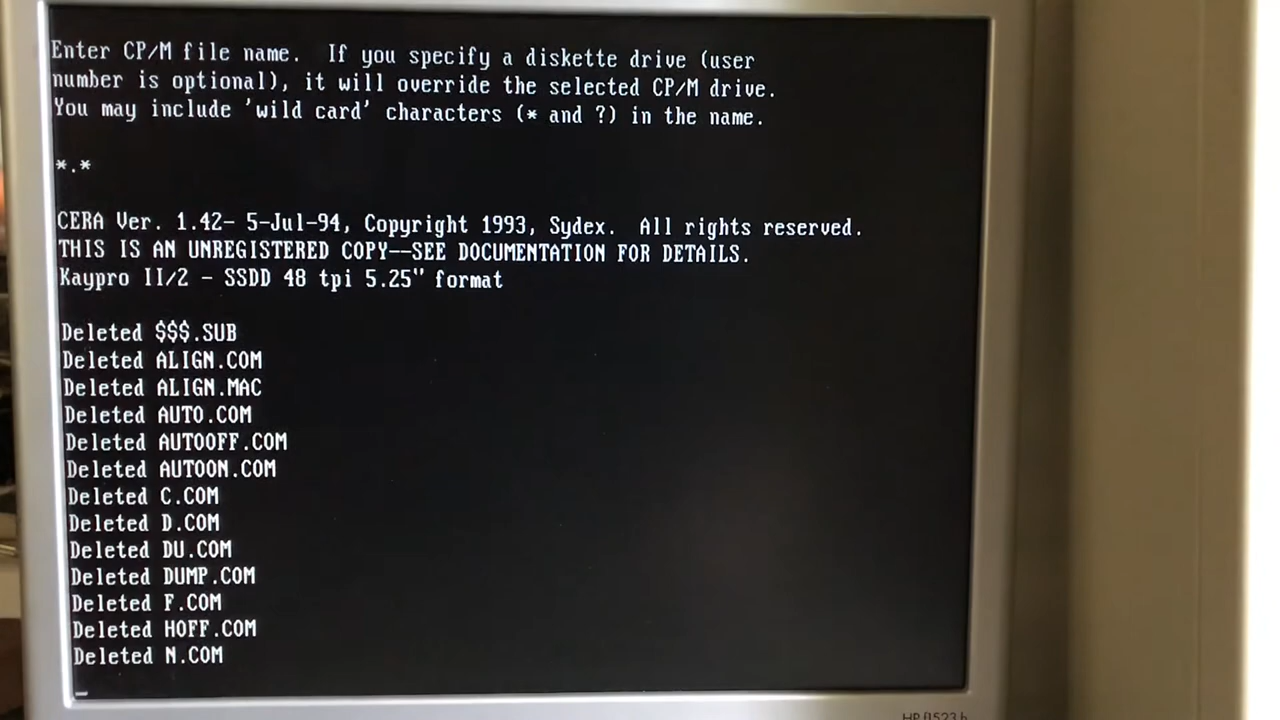 Enter CP/M file name.  If you specify a diskette drive (user
number is optional), it will override the selected CP/M drive.
You may include 'wild card' characters (* and ?) in the name.
*.*
CERA Ver. 1.42- 5-Jul-94, Copyright 1993, Sydex.  All rights reserved.
THIS IS AN UNREGISTERED COPY--SEE DOCUMENTATION FOR DETAILS.
Kaypro II/2 - SSDD 48 tpi 5.25" format
Deleted $$$.SUB
Deleted ALIGN.COM
Deleted ALIGN.MAC
Deleted AUTO.COM
Deleted AUTOOFF.COM
Deleted AUTOON.COM
Deleted C.COM
Deleted D.COM
Deleted DU.COM
Deleted DUMP.COM
Deleted F.COM
Deleted HOFF.COM
Deleted N.COM
_
HP